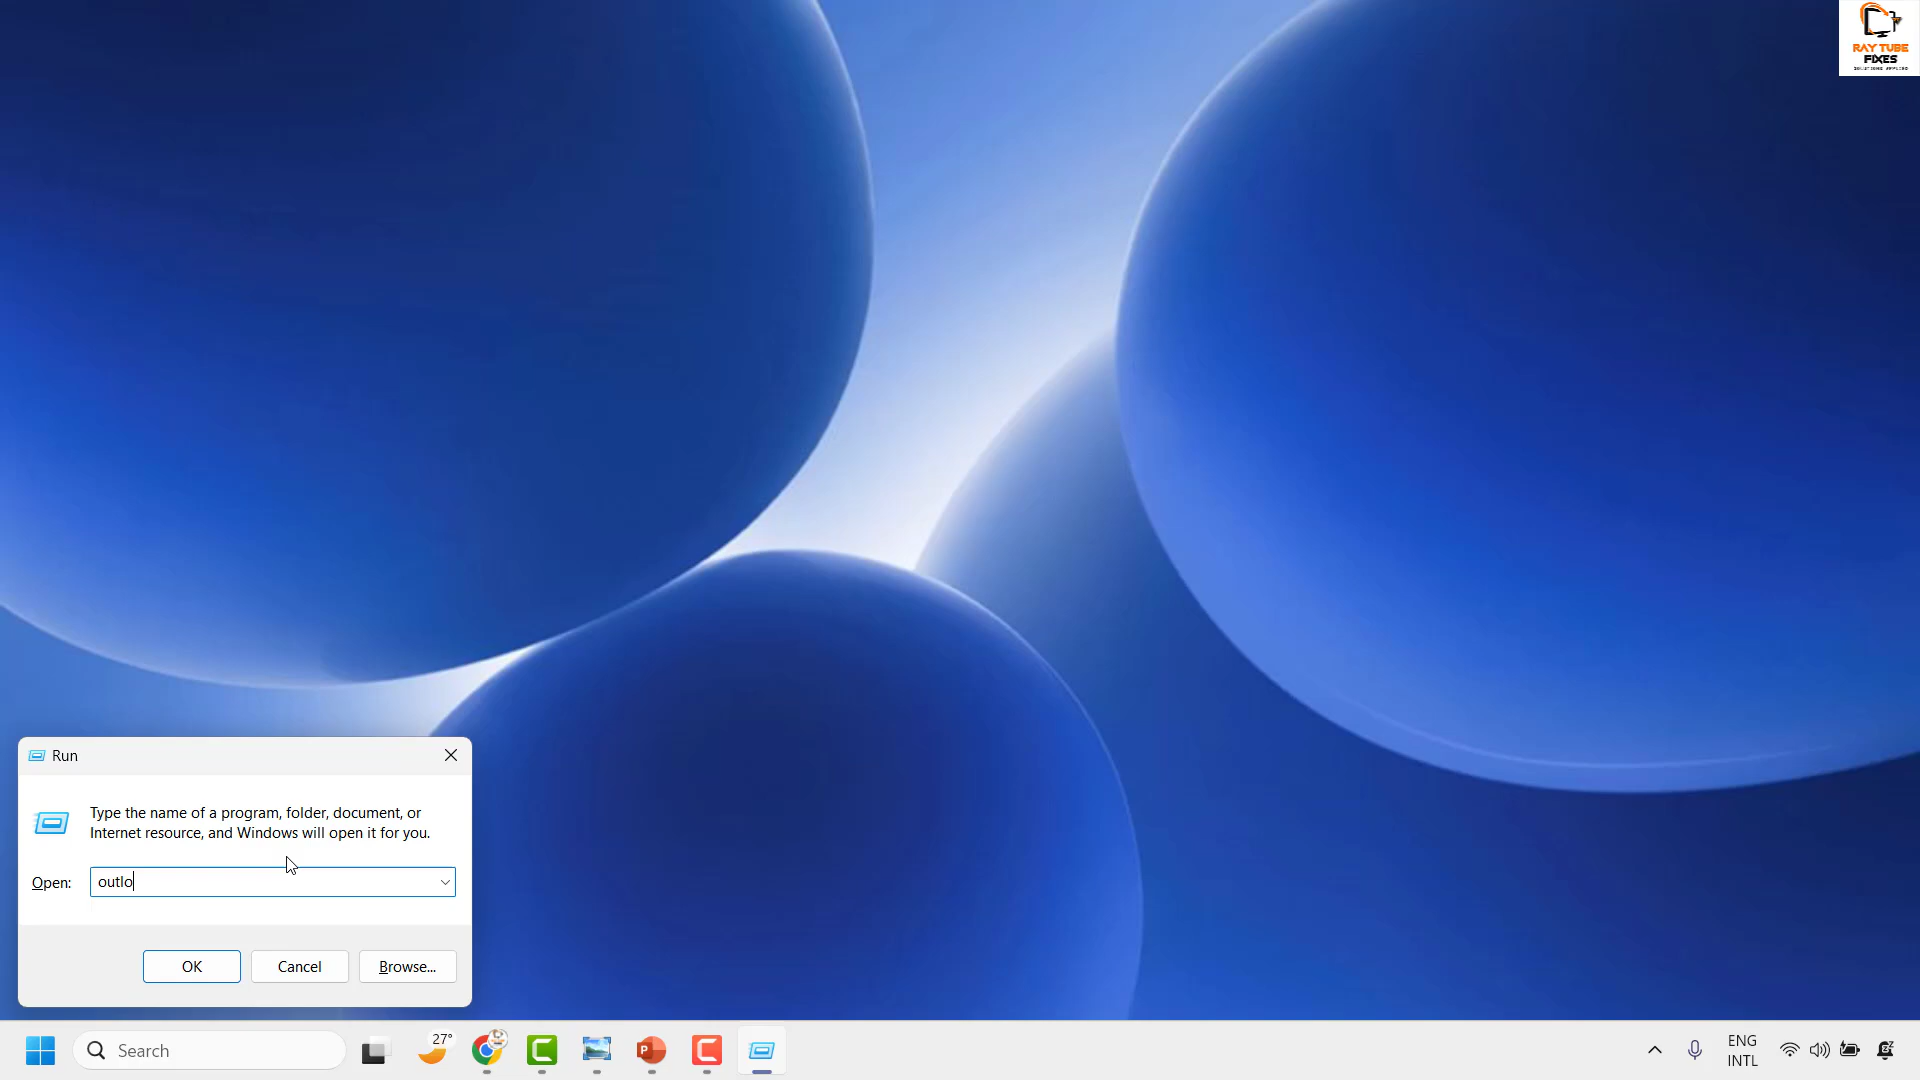 RAY TUBE
FIXES
Run
Type the name of a program, folder, document, or
Internet resource, and Windows will open it for you.
Open:
outlo
OK
Cancel
Browse...
Search
27°
ENG
INTL